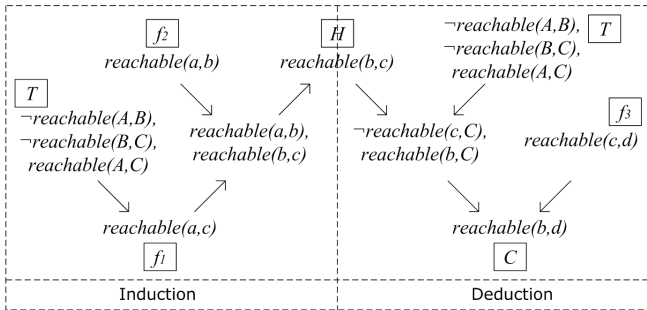 f2
reachable(a,b)
T
¬reachable(A,B),
¬reachable(B,C),
reachable(A,C)
reachable(a,b),
reachable(b,c)
reachable(a,c)
f1
Induction
H
reachable(b,c)
¬reachable(A,B),
¬reachable(B,C),
reachable(A,C)
T
¬reachable(c,C),
reachable(b,C)
f3
reachable(c,d)
reachable(b,d)
C
Deduction